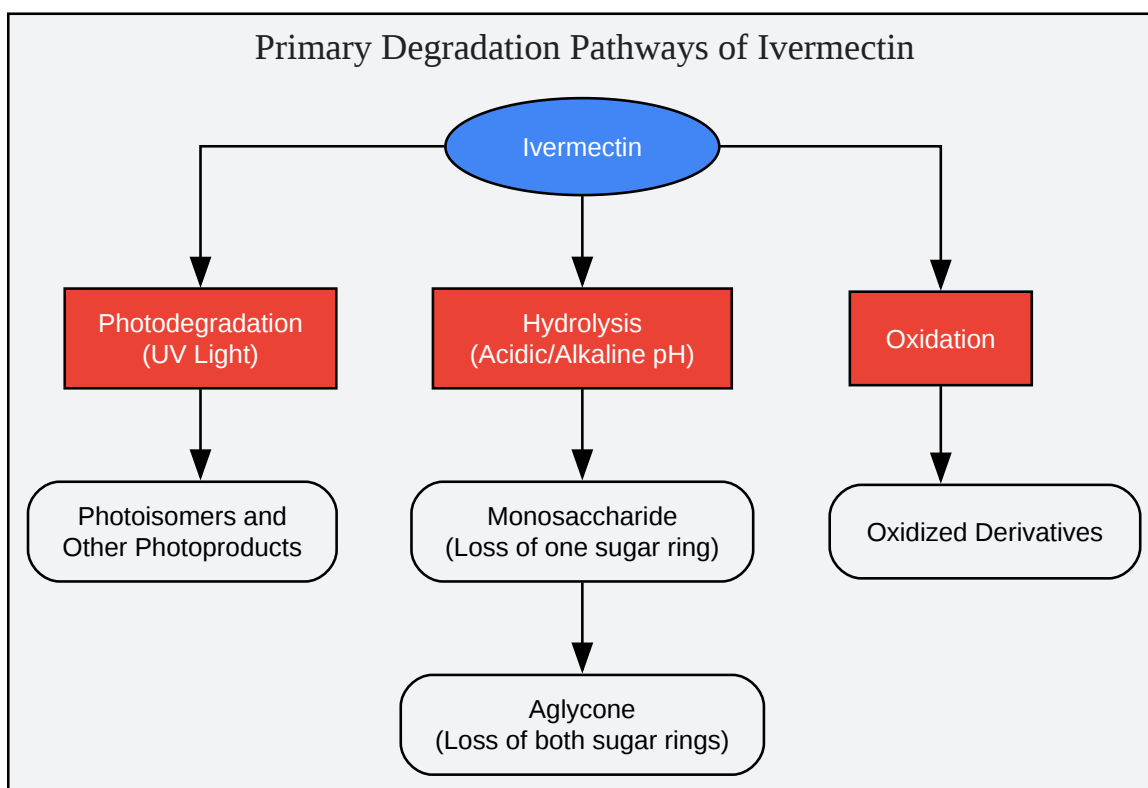 Primary Degradation Pathways of Ivermectin
Ivermectin
Photodegradation
(UV Light)
Hydrolysis
(Acidic/Alkaline pH)
Oxidation
Photoisomers and
Other Photoproducts
Monosaccharide
(Loss of one sugar ring)
Oxidized Derivatives
Aglycone
(Loss of both sugar rings)